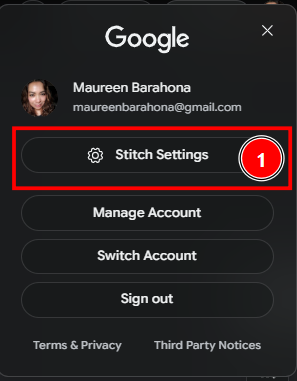 Google
Maureen Barahona
maureenbarahona@gmail.com
Stitch Settings
1
Manage Account
Switch Account
Sign out
Terms & Privacy Third Party Notices